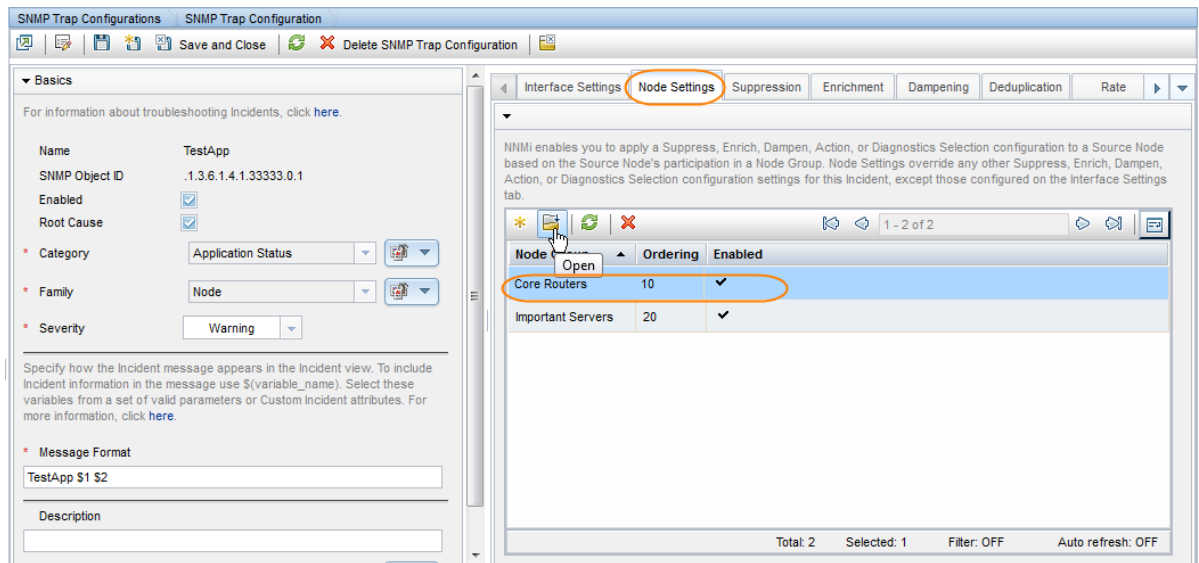 SNMP Trap Configurations
SNMP Trap Configuration
Save and Close
Delete SNMP Trap Configuration
Basics
For information about troubleshooting Incidents, click here.
Name TestApp
SNMP Object ID .1.3.6.1.4.1.33333.0.1
Enabled
Root Cause
* Category Application Status
* Family Node
* Severity Warning
Specify how the Incident message appears in the Incident view. To include
Incident information in the message use $(variable_name). Select these
variables from a set of valid parameters or Custom Incident attributes. For
more information, click here.
* Message Format
TestApp $1 $2
Description
Interface Settings
Node Settings
Suppression
Enrichment
Dampening
Deduplication
Rate
NNMi enables you to apply a Suppress, Enrich, Dampen, Action, or Diagnostics Selection configuration to a Source Node
based on the Source Node's participation in a Node Group. Node Settings override any other Suppress, Enrich, Dampen,
Action, or Diagnostics Selection configuration settings for this Incident, except those configured on the Interface Settings
tab.
1 - 2 of 2
Node Ordering Enabled
Open
Core Routers 10 ✔
Important Servers 20 ✔
Total: 2 Selected: 1 Filter: OFF Auto refresh: OFF